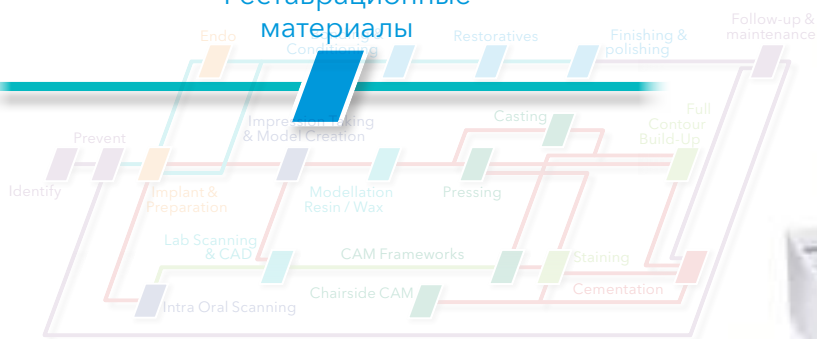 Реставрационные
материалы
Endo
Conditioning
Restoratives
Finishing &
polishing
Follow-up &
maintenance
Prevent
Impression Taking
& Model Creation
Casting
Full
Contour
Build-Up
Identify
Implant &
Preparation
Modellation
Resin / Wax
Pressing
Lab Scanning
& CAD
CAM Frameworks
Staining
Intra Oral Scanning
Chairside CAM
Cementation